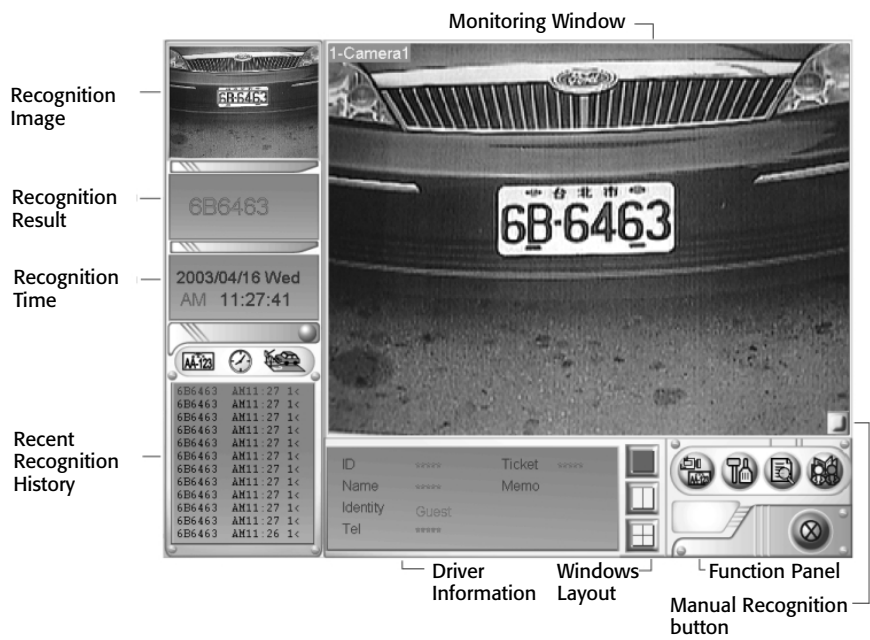 Monitoring Window
1-Camera1
Recognition
Image
6B·6463
Recognition
Result
6B6463
Recognition
Time
2003/04/16 Wed
AM 11:27:41
台北市
6B·6463
AA·123
Recent
Recognition
History
6B6463 AM11:27 1<
6B6463 AM11:27 1<
6B6463 AM11:27 1<
6B6463 AM11:27 1<
6B6463 AM11:27 1<
6B6463 AM11:27 1<
6B6463 AM11:27 1<
6B6463 AM11:27 1<
6B6463 AM11:27 1<
6B6463 AM11:27 1<
6B6463 AM11:27 1<
6B6463 AM11:26 1<
ID ***** Ticket *****
Name ***** Memo
Identity Guest
Tel *****
Driver
Information
Windows
Layout
Function Panel
Manual Recognition
button